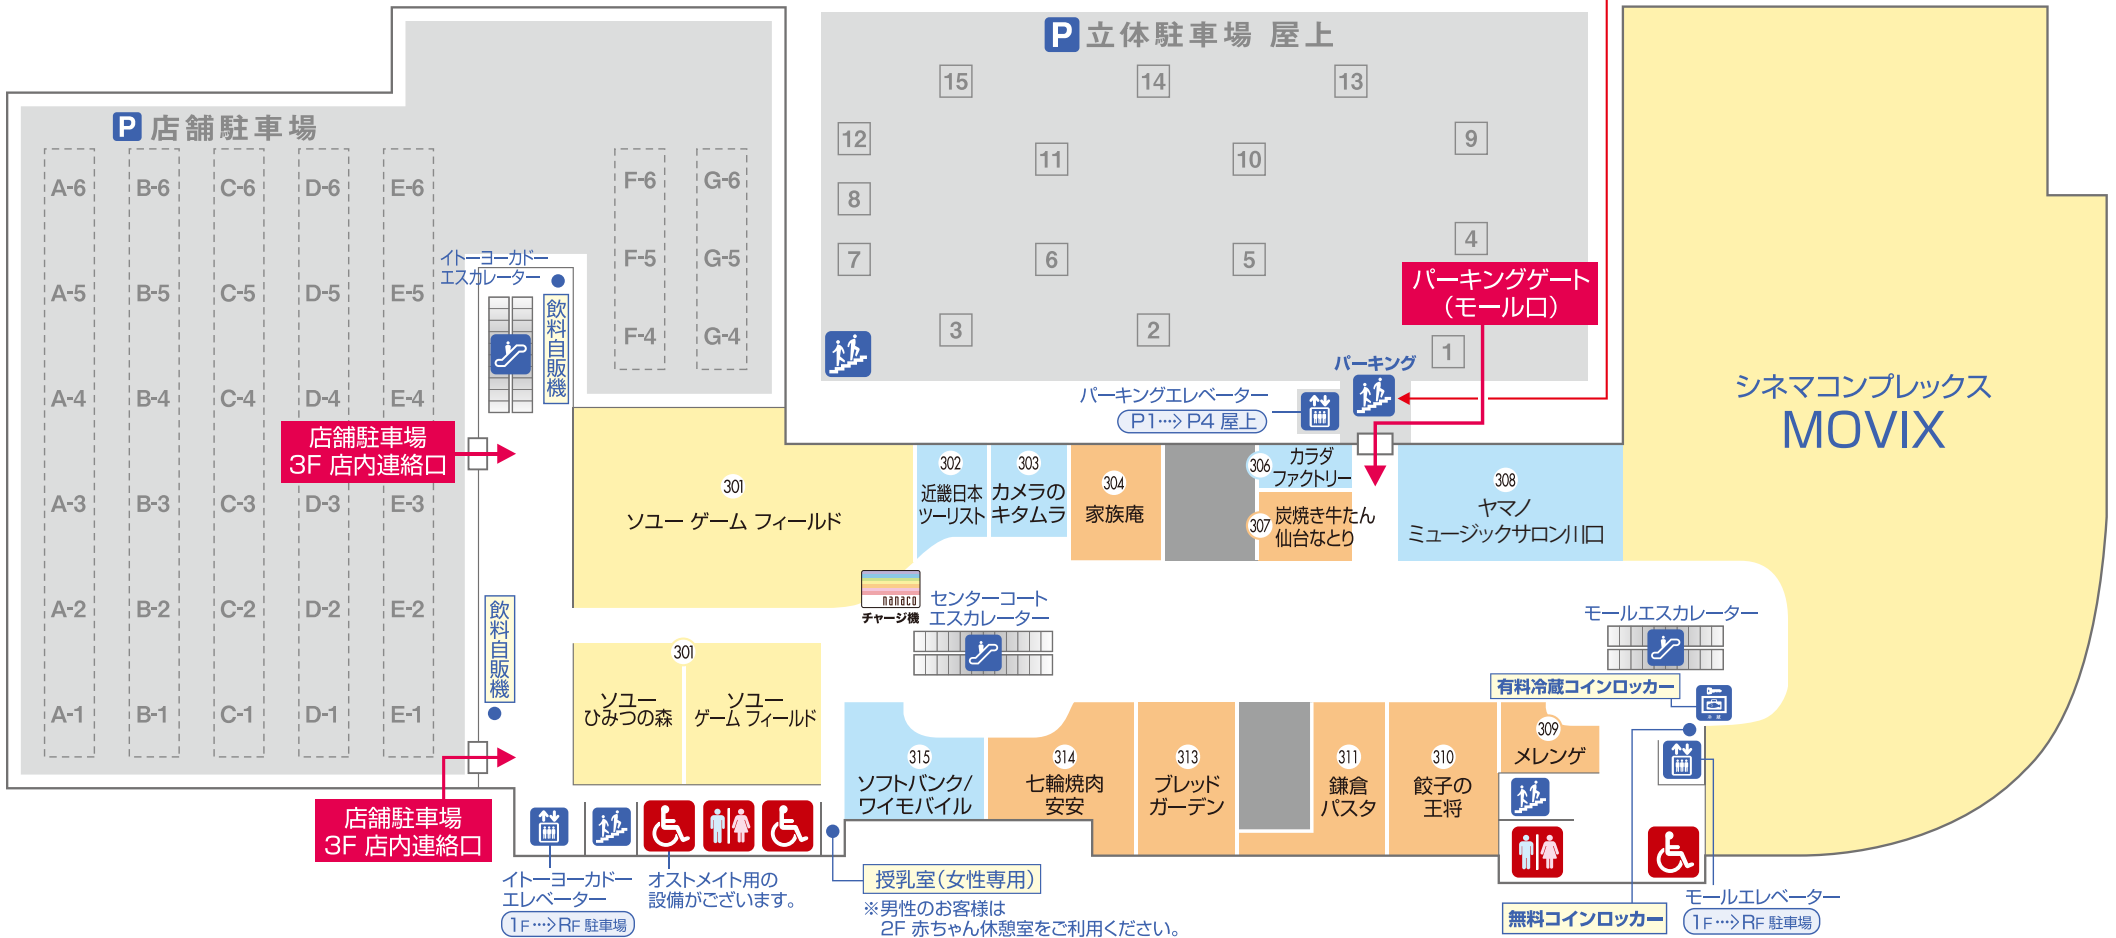 P 立体駐車場 屋上
15
14
13
12
11
10
9
8
7
6
5
4
3
2
1
P 店舗駐車場
A-6
B-6
C-6
D-6
E-6
F-6
G-6
A-5
B-5
C-5
D-5
E-5
F-5
G-5
A-4
B-4
C-4
D-4
E-4
F-4
G-4
A-3
B-3
C-3
D-3
E-3
A-2
B-2
C-2
D-2
E-2
A-1
B-1
C-1
D-1
E-1
イトーヨーカドー
エスカレーター
飲料自販機
店舗駐車場
3F 店内連絡口
飲料自販機
店舗駐車場
3F 店内連絡口
パーキングゲート
(モール口)
パーキング
パーキングエレベーター
P1…>P4 屋上
シネマコンプレックス
MOVIX
301
ソユー ゲーム フィールド
302
近畿日本
ツーリスト
303
カメラの
キタムラ
304
家族庵
306
カラダ
ファクトリー
307
炭焼き牛たん
仙台なとり
308
ヤマノ
ミュージックサロン川口
nanaco
チャージ機
センターコート
エスカレーター
モールエスカレーター
有料冷蔵コインロッカー
冷蔵
301
ソユー
ひみつの森
ソユー
ゲーム フィールド
315
ソフトバンク/
ワイモバイル
314
七輪焼肉
安安
313
ブレッド
ガーデン
311
鎌倉
パスタ
310
餃子の
王将
309
メレンゲ
イトーヨーカドー
エレベーター
1F…>RF 駐車場
オストメイト用の
設備がございます。
授乳室(女性専用)
※男性のお客様は
2F 赤ちゃん休憩室をご利用ください。
無料コインロッカー
モールエレベーター
1F…>RF 駐車場